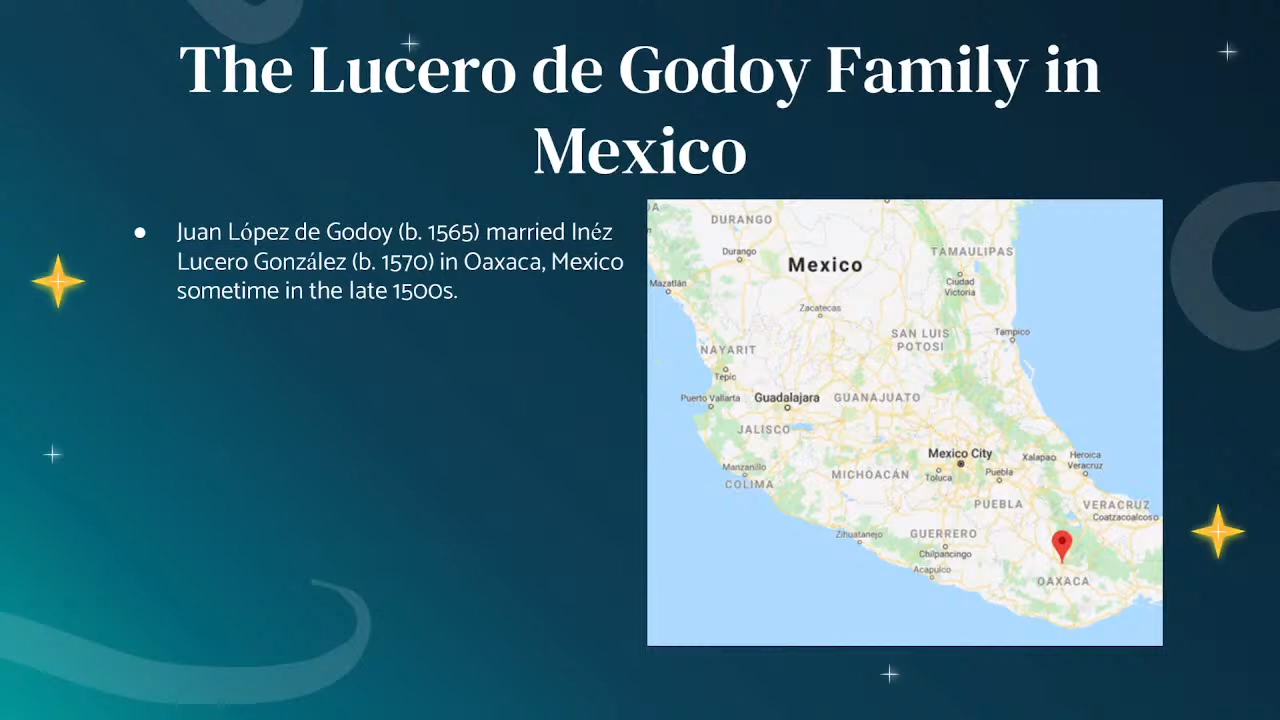 The Lucero de Godoy Family in
Mexico
● Juan López de Godoy (b. 1565) married Inéz
Lucero González (b. 1570) in Oaxaca, Mexico
sometime in the late 1500s.
DURANGO
TAMAULIPAS
Durango
Mexico
Mazatlán
Ciudad
Victoria
Zacatecas
SAN LUIS
POTOSI
Tampico
NAYARIT
Tepic
Puerto Vallarta
Guadalajara
GUANAJUATO
JALISCO
Mexico City
Xalapao
Heroica
Veracruz
Manzanillo
COLIMA
MICHOACÁN
Toluca
Puebla
PUEBLA
VERACRUZ
Coatzacoalcos
Zihuatanejo
GUERRERO
Chilpancingo
Acapulco
OAXACA